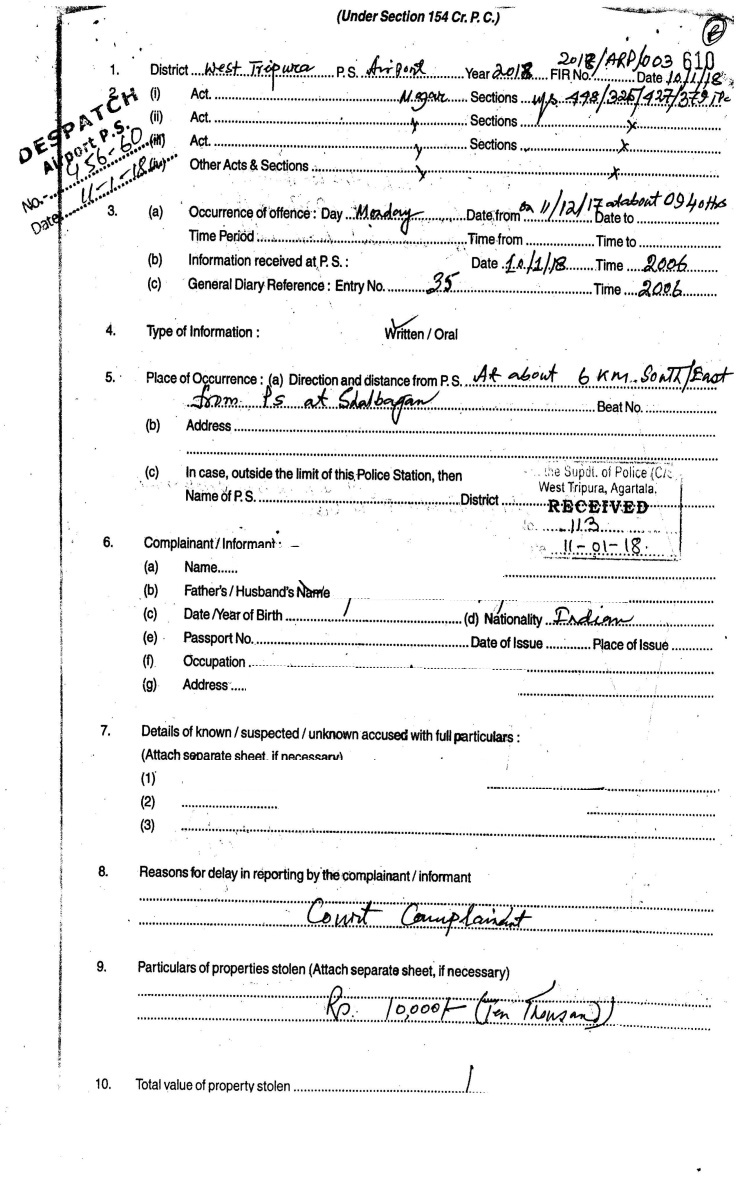 (Under Section 154 Cr. P. C.)
1. District ... West Tripura ... P.S. Airport ... Year 2018 FIR No. 2018/ARP/003 610 Date 10/1/18
DESPATCH
Airport P.S.
No.- 456-60
Date 11-1-18
2. (i) Act. ... Sections ... u/s 448/325/427/379 IPC
(ii) Act. ... x Sections ... x
(iii) Act. ... x Sections ... x
(iv) Other Acts & Sections ... x ... x
3. (a) Occurrence of offence : Day ... Monday ... Date from on 11/12/17 at about 0940 hrs Date to ...
Time Period ... Time from ... Time to ...
(b) Information received at P. S. : Date 10/1/18 Time 2006
(c) General Diary Reference : Entry No. 35 Time 2006
4. Type of Information : Written / Oral
5. Place of Occurrence : (a) Direction and distance from P. S. At about 6 KM South/East
from PS at Shalbagan ... Beat No. ...
(b) Address ...
(c) In case, outside the limit of this Police Station, then
Name of P. S. ... District ...
the Supdt. of Police
West Tripura, Agartala.
RECEIVED
113
11-01-18.
6. Complainant / Informant : -
(a) Name......
(b) Father's / Husband's Name
(c) Date /Year of Birth ... / (d) Nationality .. Indian
(e) Passport No. ... Date of Issue ... Place of Issue ...
(f) Occupation ...
(g) Address .....
7. Details of known / suspected / unknown accused with full particulars :
(Attach separate sheet, if necessary)
(1)
(2) ...
(3) ...
8. Reasons for delay in reporting by the complainant / informant
Court Complaindt
9. Particulars of properties stolen (Attach separate sheet, if necessary)
Rp. 10,000/- (Ten Thousand)
10. Total value of property stolen ... /